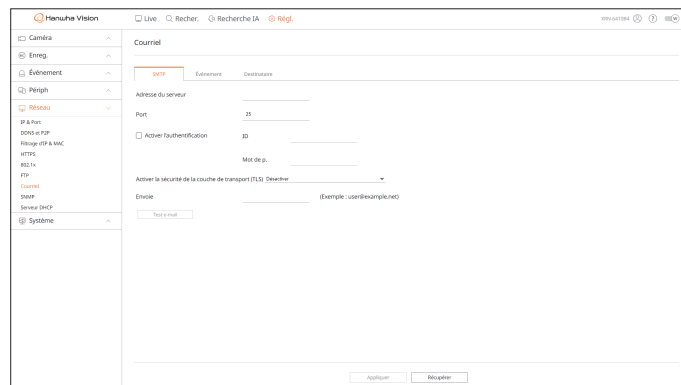 Hanwha Vision Live Recher. Recherche IA Régl.
Caméra
Enreg.
Événement
Périph
Réseau
IP & Port
DDNS et P2P
Filtrage d'IP & MAC
HTTPS
802.1x
FTP
Courriel
SNMP
Serveur DHCP
Système
Courriel
SMTP Événement Destinataire
Adresse du serveur
Port 25
Activer l'authentification ID
Mot de p.
Activer la sécurité de la couche de transport (TLS) Désactiver
Envoie (Exemple : user@example.net)
Test e-mail
Appliquer Récupérer